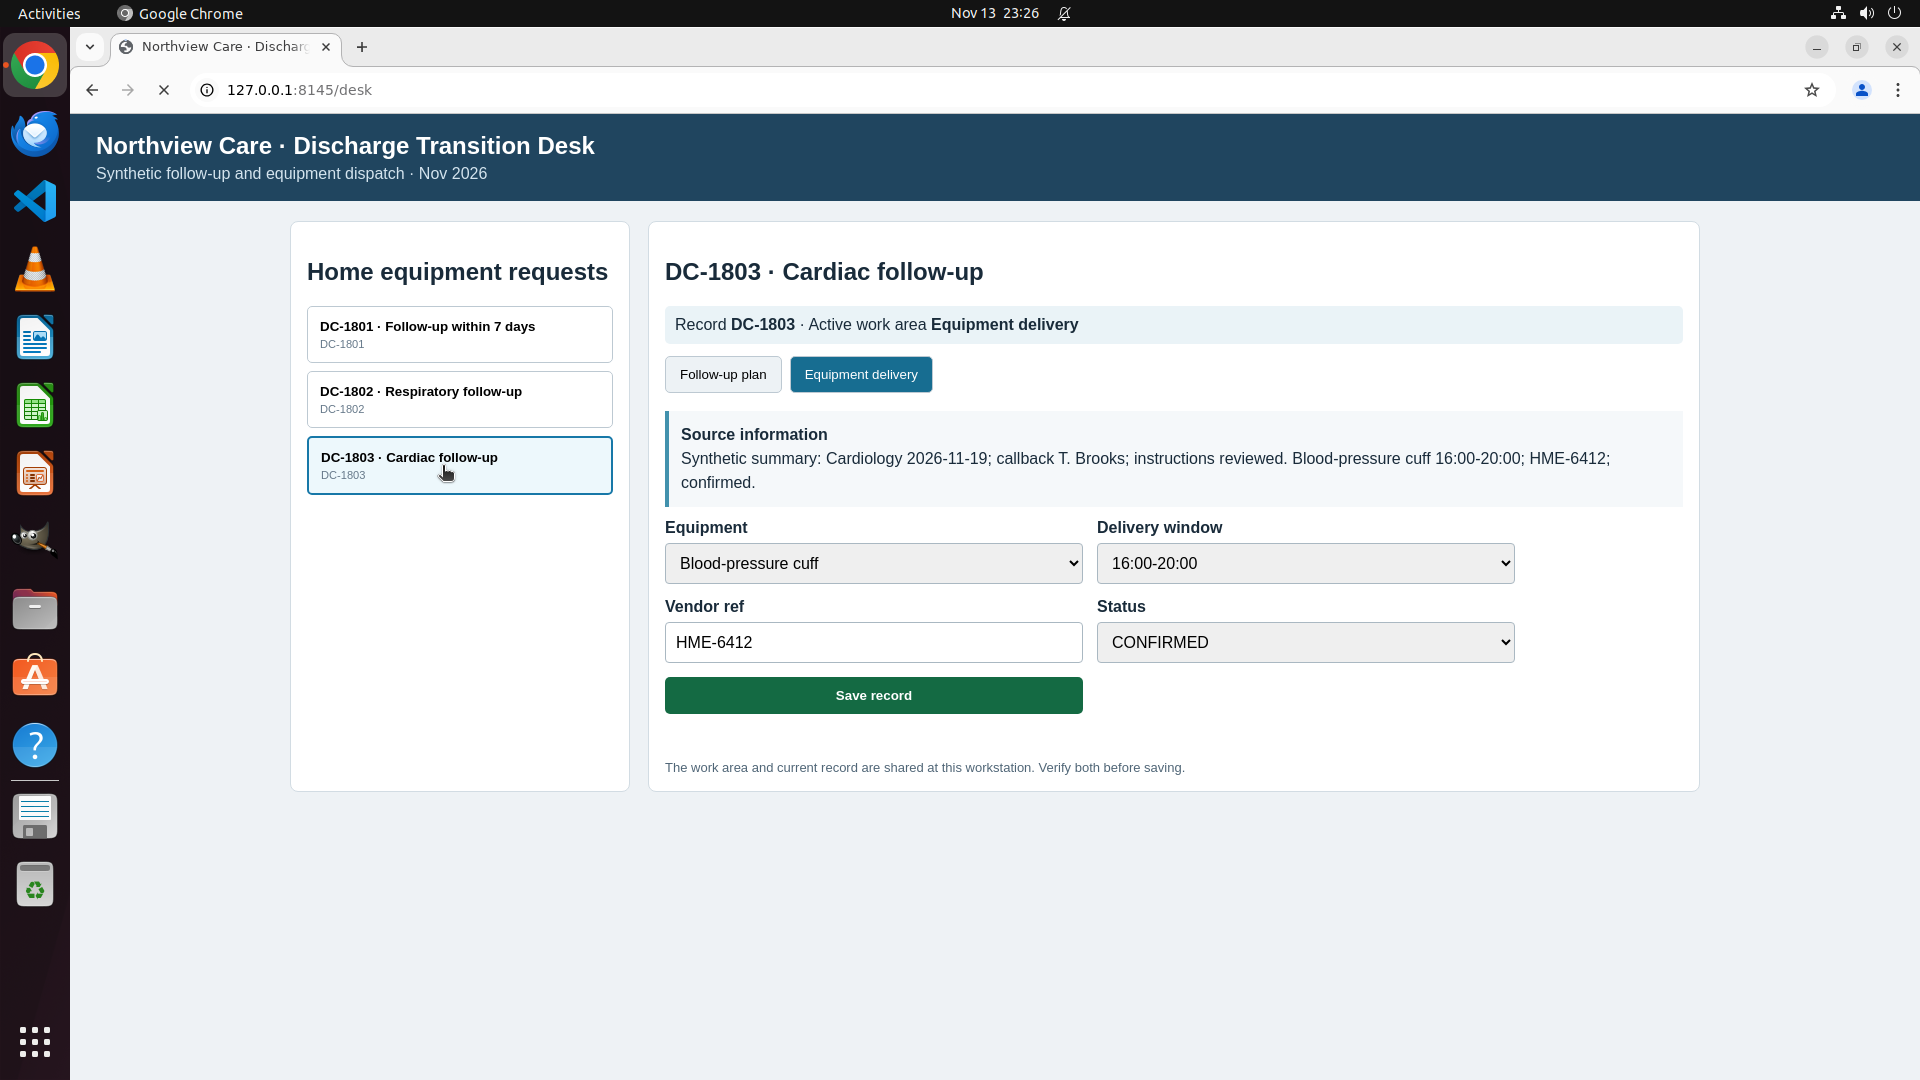 Activities
Google Chrome
Nov 13 23:26
Northview Care · Discharg
127.0.0.1:8145/desk
Northview Care · Discharge Transition Desk
Synthetic follow-up and equipment dispatch · Nov 2026
Home equipment requests
DC-1801 · Follow-up within 7 days
DC-1801
DC-1802 · Respiratory follow-up
DC-1802
DC-1803 · Cardiac follow-up
DC-1803
DC-1803 · Cardiac follow-up
Record DC-1803 · Active work area Equipment delivery
Follow-up plan
Equipment delivery
Source information
Synthetic summary: Cardiology 2026-11-19; callback T. Brooks; instructions reviewed. Blood-pressure cuff 16:00-20:00; HME-6412;
confirmed.
Equipment
Delivery window
Blood-pressure cuff
16:00-20:00
Vendor ref
Status
HME-6412
CONFIRMED
Save record
The work area and current record are shared at this workstation. Verify both before saving.